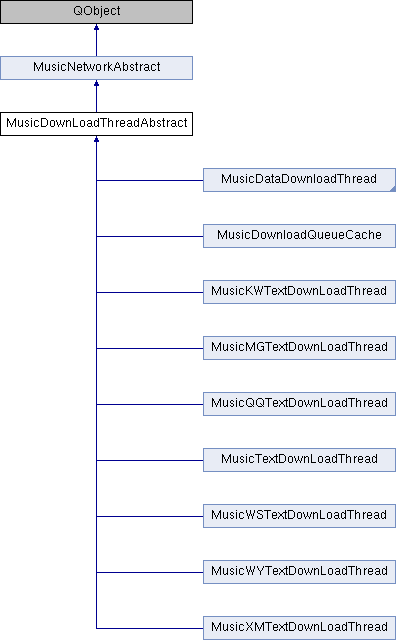 QObject
MusicNetworkAbstract
MusicDownLoadThreadAbstract
MusicDataDownloadThread
MusicDownloadQueueCache
MusicKWTextDownLoadThread
MusicMGTextDownLoadThread
MusicQQTextDownLoadThread
MusicTextDownLoadThread
MusicWSTextDownLoadThread
MusicWYTextDownLoadThread
MusicXMTextDownLoadThread